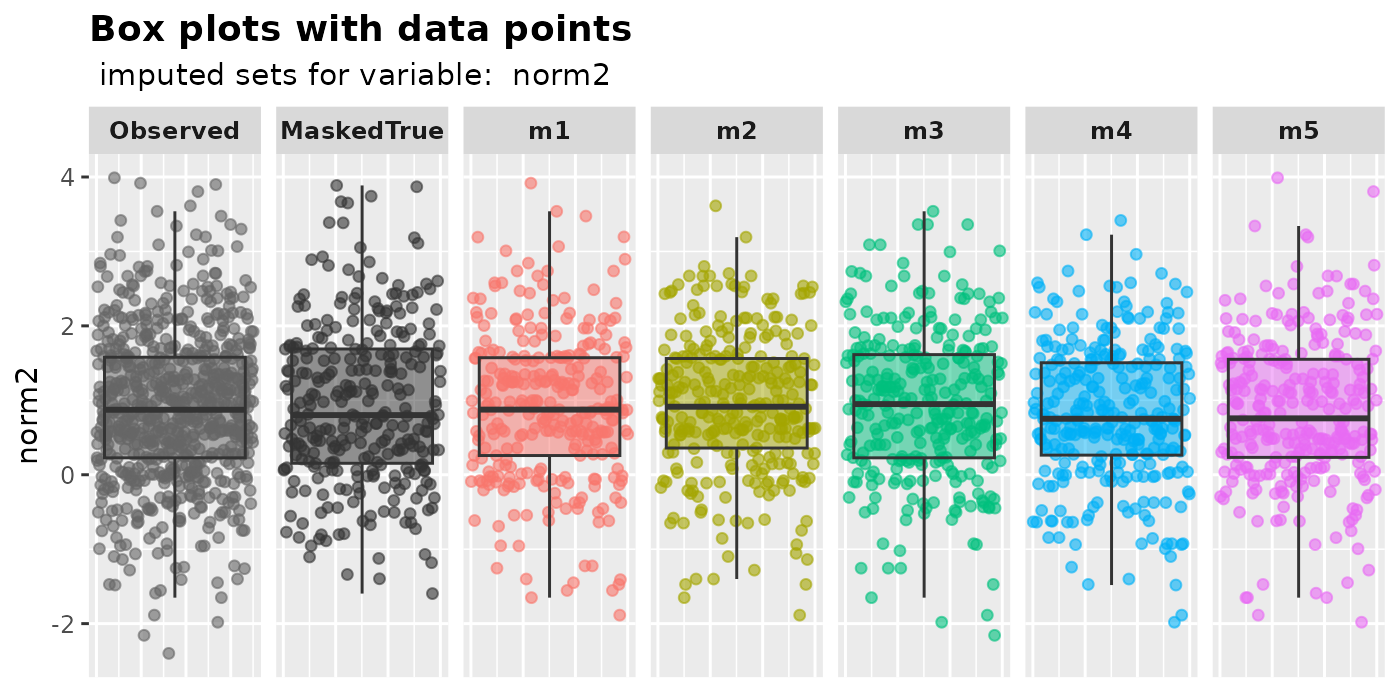 Box plots with data points
imputed sets for variable:  norm2
Observed MaskedTrue m1 m2 m3 m4 m5
norm2
4
2
0
-2